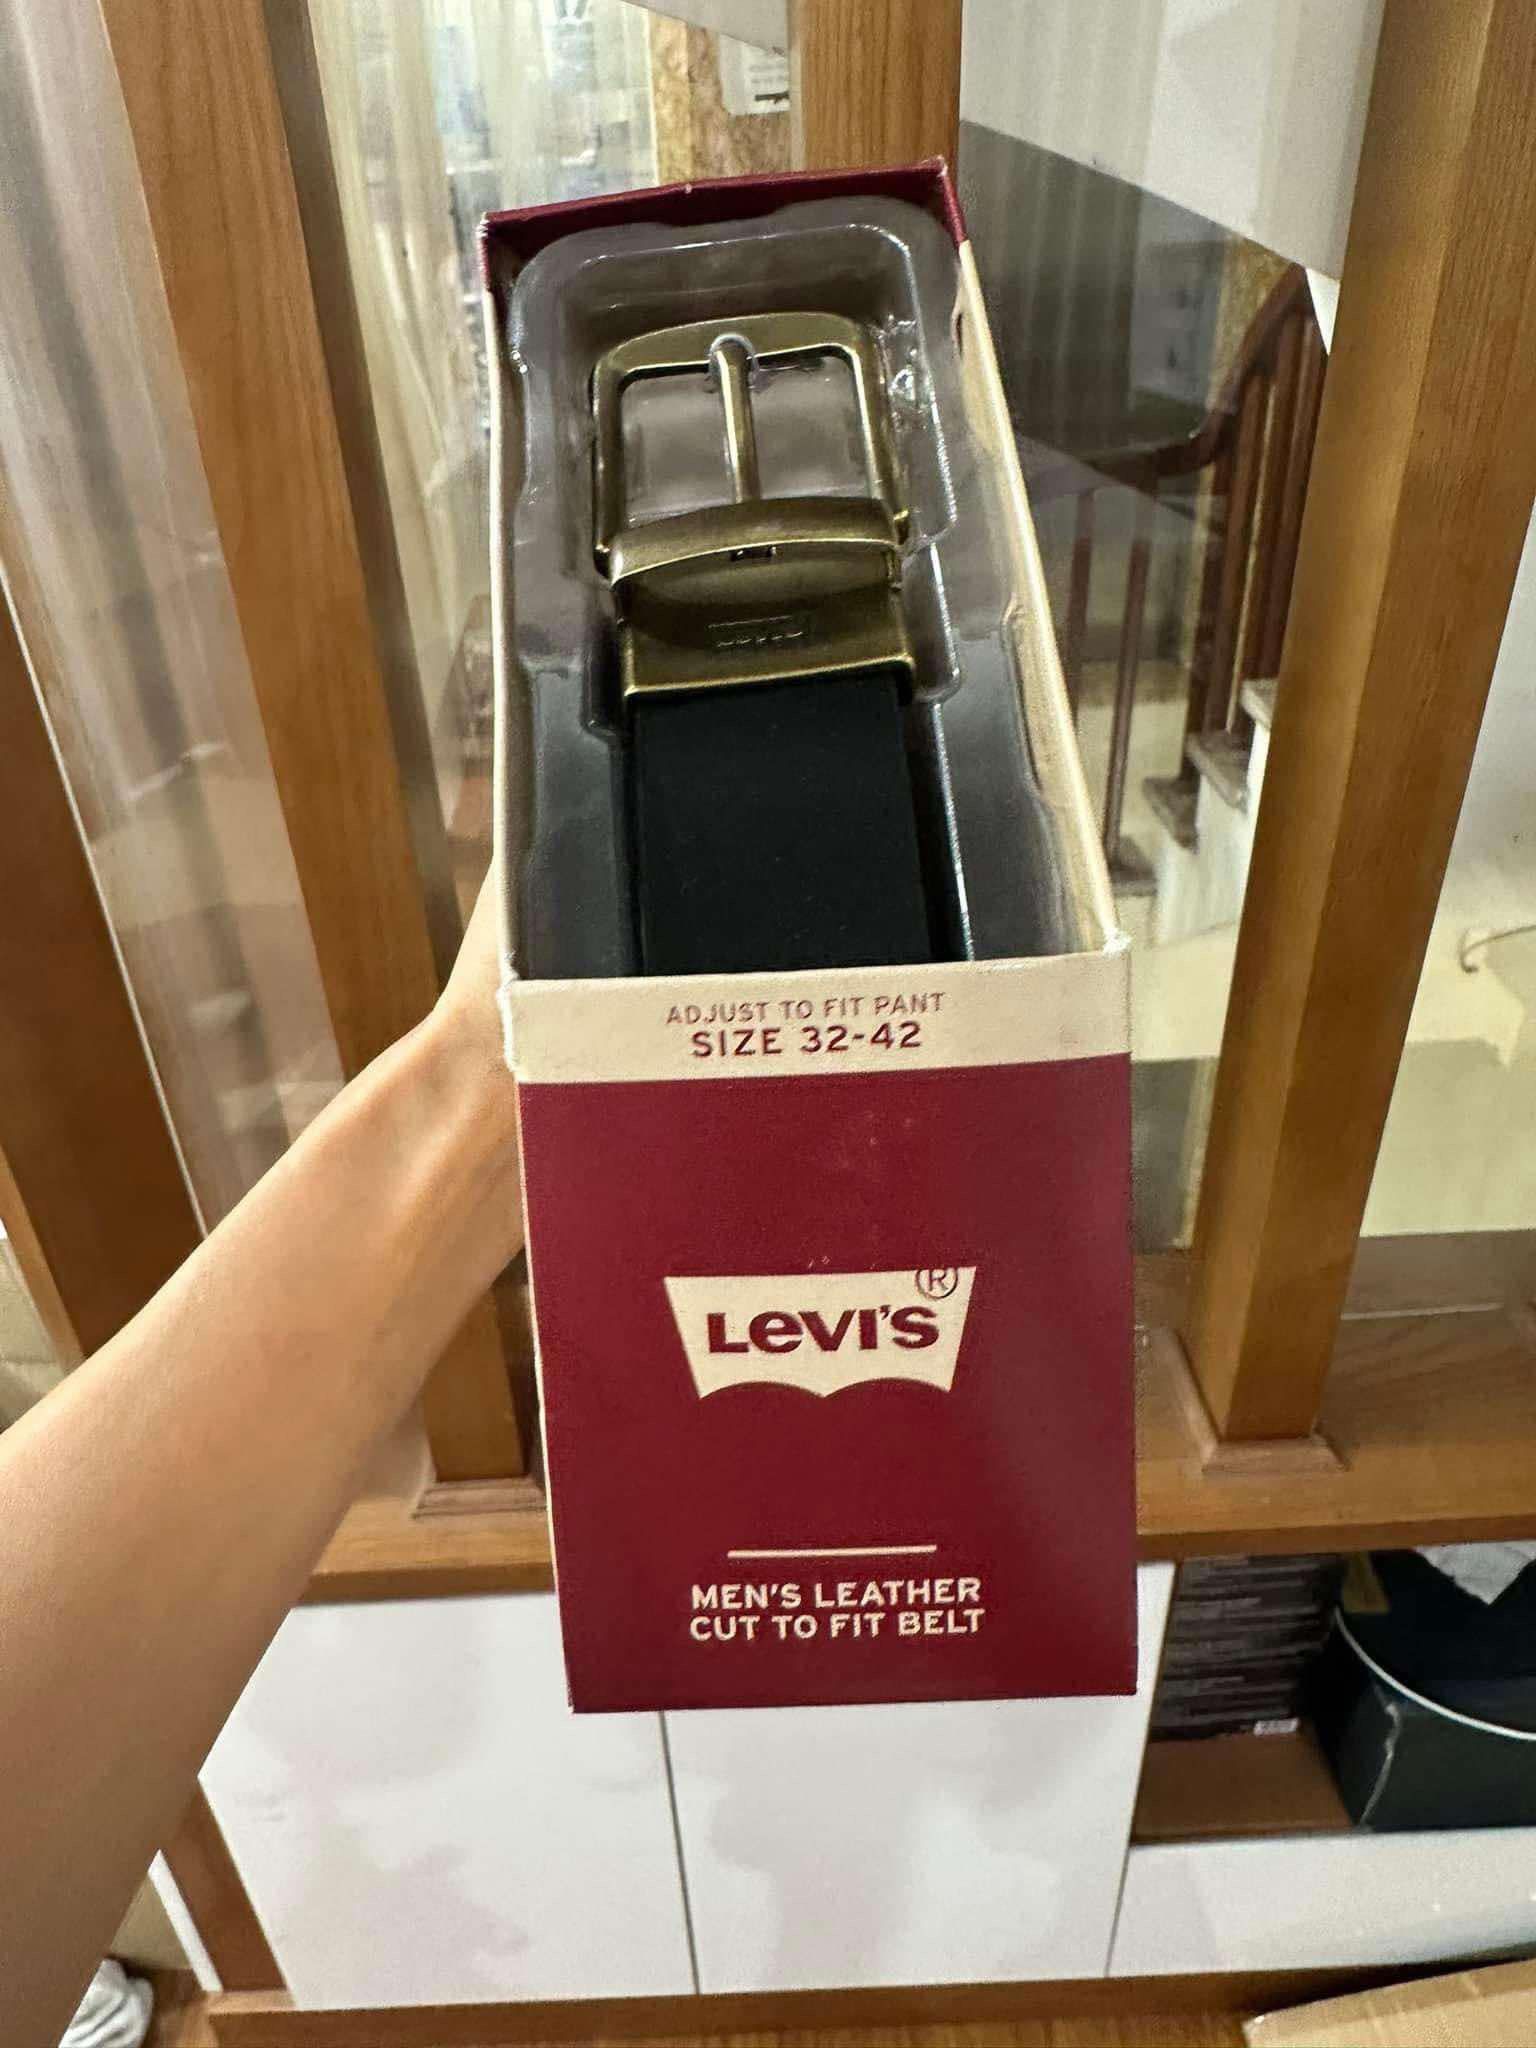 ADJUST TO FIT PANT
SIZE 32-42
LEVI'S ®
MEN'S LEATHER
CUT TO FIT BELT